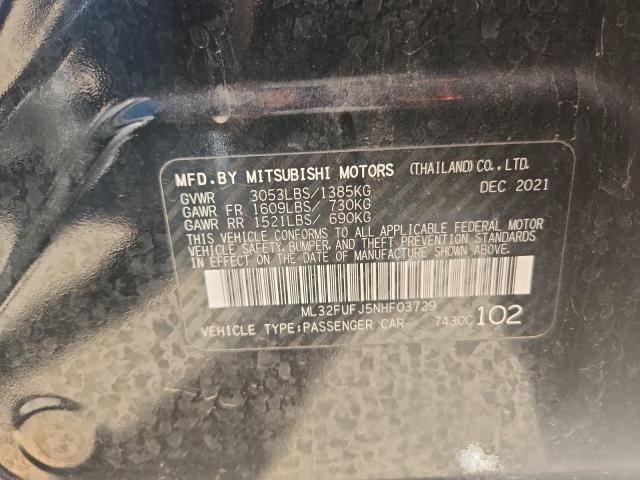 MFD.BY MITSUBISHI MOTORS (THAILAND)CO.,LTD.
GVWR 3053LBS/1385KG DEC 2021
GAWR FR 1609LBS/ 730KG
GAWR RR 1521LBS/ 690KG
THIS VEHICLE CONFORMS TO ALL APPLICABLE FEDERAL MOTOR
VEHICLE SAFETY, BUMPER, AND THEFT PREVENTION STANDARDS
IN EFFECT ON THE DATE OF MANUFACTURE SHOWN ABOVE.
ML32FUFJ5NHF03729
VEHICLE TYPE:PASSENGER CAR 7430C102